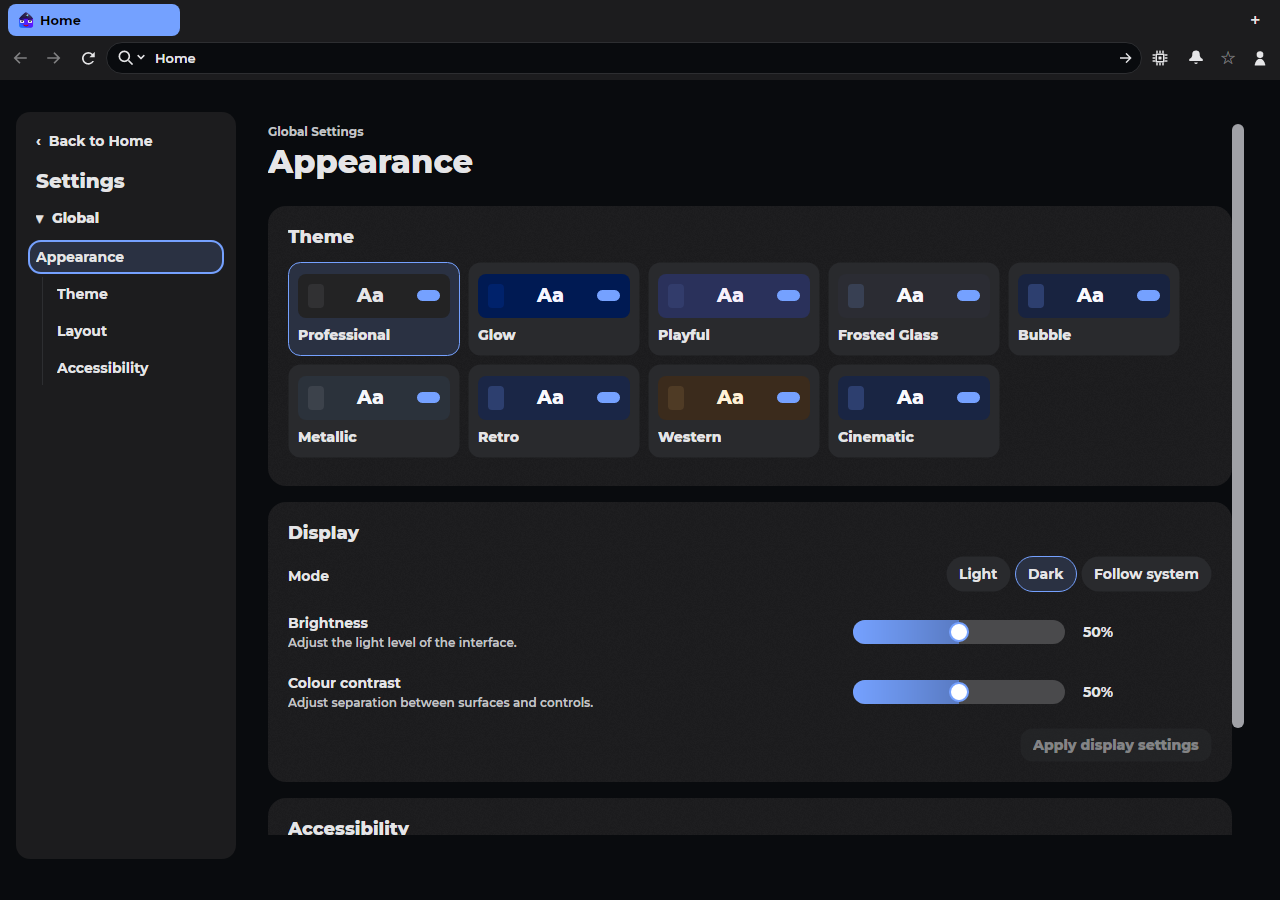 Home
+
Home
‹ Back to Home
Settings
▾ Global
Appearance
Theme
Layout
Accessibility
Global Settings
Appearance
Theme
Aa
Professional
Aa
Glow
Aa
Playful
Aa
Frosted Glass
Aa
Bubble
Aa
Metallic
Aa
Retro
Aa
Western
Aa
Cinematic
Display
Mode
Light
Dark
Follow system
Brightness
Adjust the light level of the interface.
50%
Colour contrast
Adjust separation between surfaces and controls.
50%
Apply display settings
Accessibility